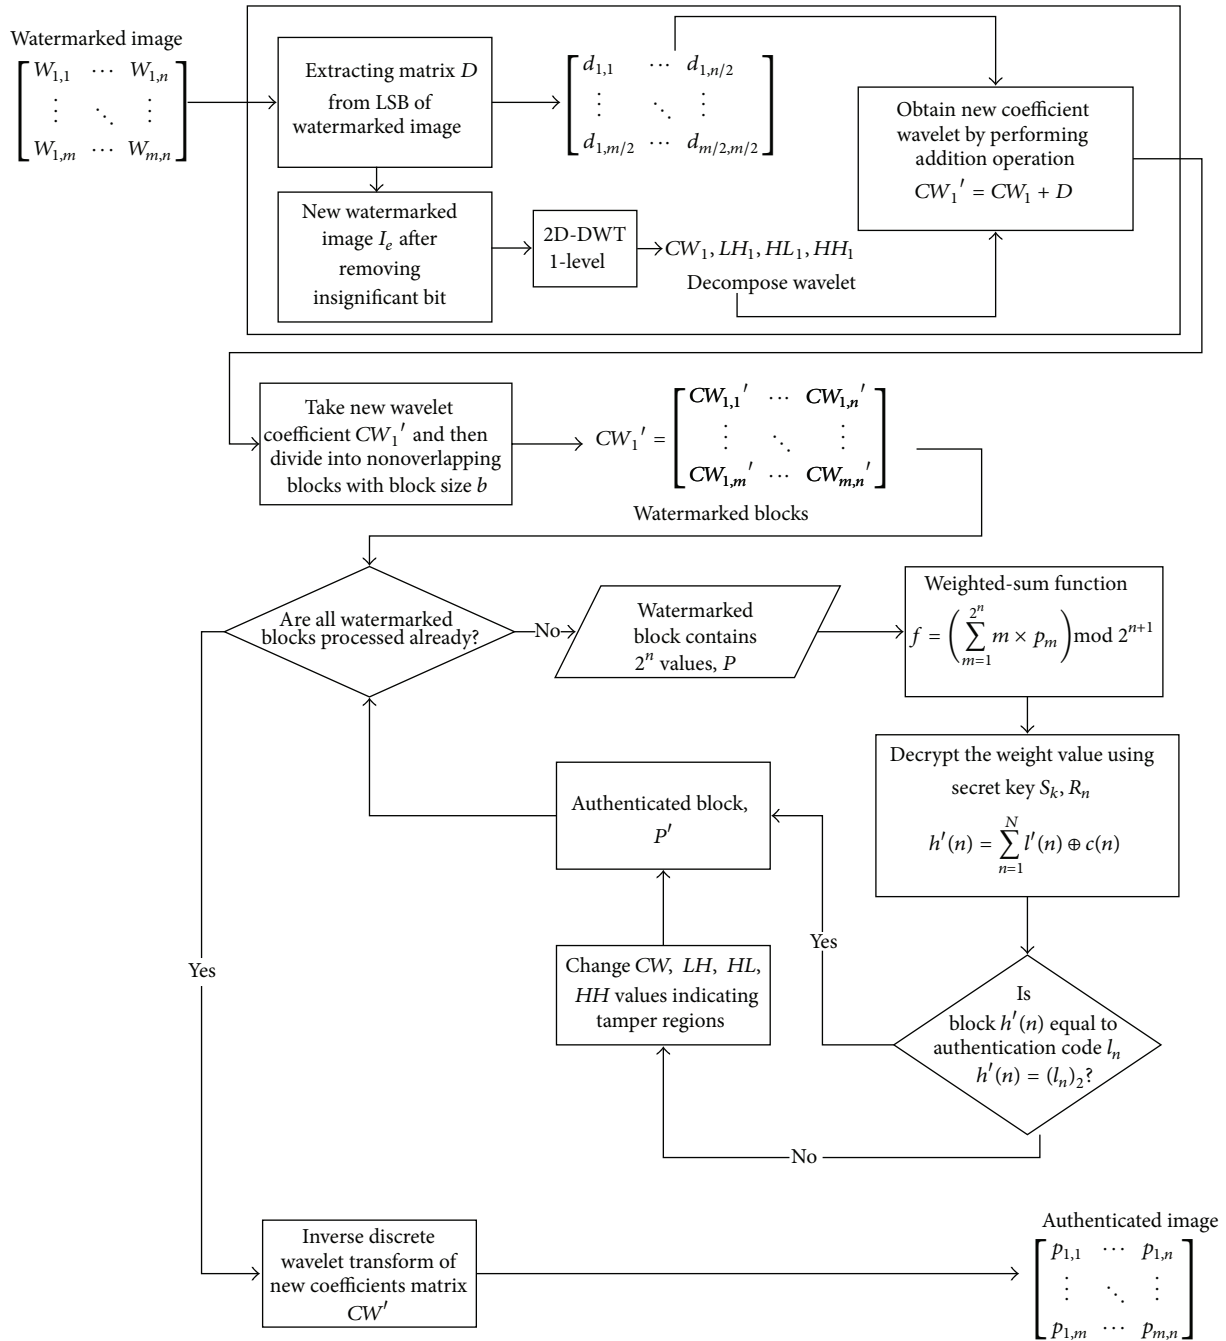 Watermarked image
W1,1 ⋯ W1,n
⋮ ⋱ ⋮
W1,m ⋯ Wm,n
Extracting matrix D
from LSB of
watermarked image
d1,1 ⋯ d1,n/2
⋮ ⋱ ⋮
d1,m/2 ⋯ dm/2,m/2
Obtain new coefficient
wavelet by performing
addition operation
CW1′ = CW1 + D
New watermarked
image Ie after
removing
insignificant bit
2D-DWT
1-level
CW1, LH1, HL1, HH1
Decompose wavelet
Take new wavelet
coefficient CW1′ and then
divide into nonoverlapping
blocks with block size b
CW1′ =
CW1,1′ ⋯ CW1,n′
⋮ ⋱ ⋮
CW1,m′ ⋯ CWm,n′
Watermarked blocks
Are all watermarked
blocks processed already?
No
Watermarked
block contains
2^n values, P
Weighted-sum function
f = (∑_{m=1}^{2^n} m × pm) mod 2^{n+1}
Decrypt the weight value using
secret key Sk, Rn
h′(n) = ∑_{n=1}^{N} l′(n) ⊕ c(n)
Authenticated block,
P′
Yes
Change CW, LH, HL,
HH values indicating
tamper regions
Yes
Is
block h′(n) equal to
authentication code ln
h′(n) = (ln)2?
No
Inverse discrete
wavelet transform of
new coefficients matrix
CW′
Authenticated image
p1,1 ⋯ p1,n
⋮ ⋱ ⋮
p1,m ⋯ pm,n